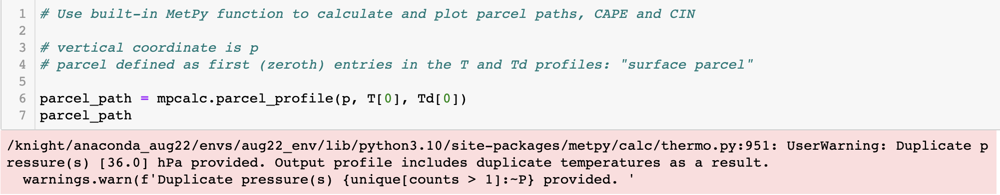 1 # Use built-in MetPy function to calculate and plot parcel paths, CAPE and CIN
2
3 # vertical coordinate is p
4 # parcel defined as first (zeroth) entries in the T and Td profiles: "surface parcel"
5
6 parcel_path = mpcalc.parcel_profile(p, T[0], Td[0])
7 parcel_path
/knight/anaconda_aug22/envs/aug22_env/lib/python3.10/site-packages/metpy/calc/thermo.py:951: UserWarning: Duplicate p
ressure(s) [36.0] hPa provided. Output profile includes duplicate temperatures as a result.
  warnings.warn(f'Duplicate pressure(s) {unique[counts > 1]:~P} provided. '